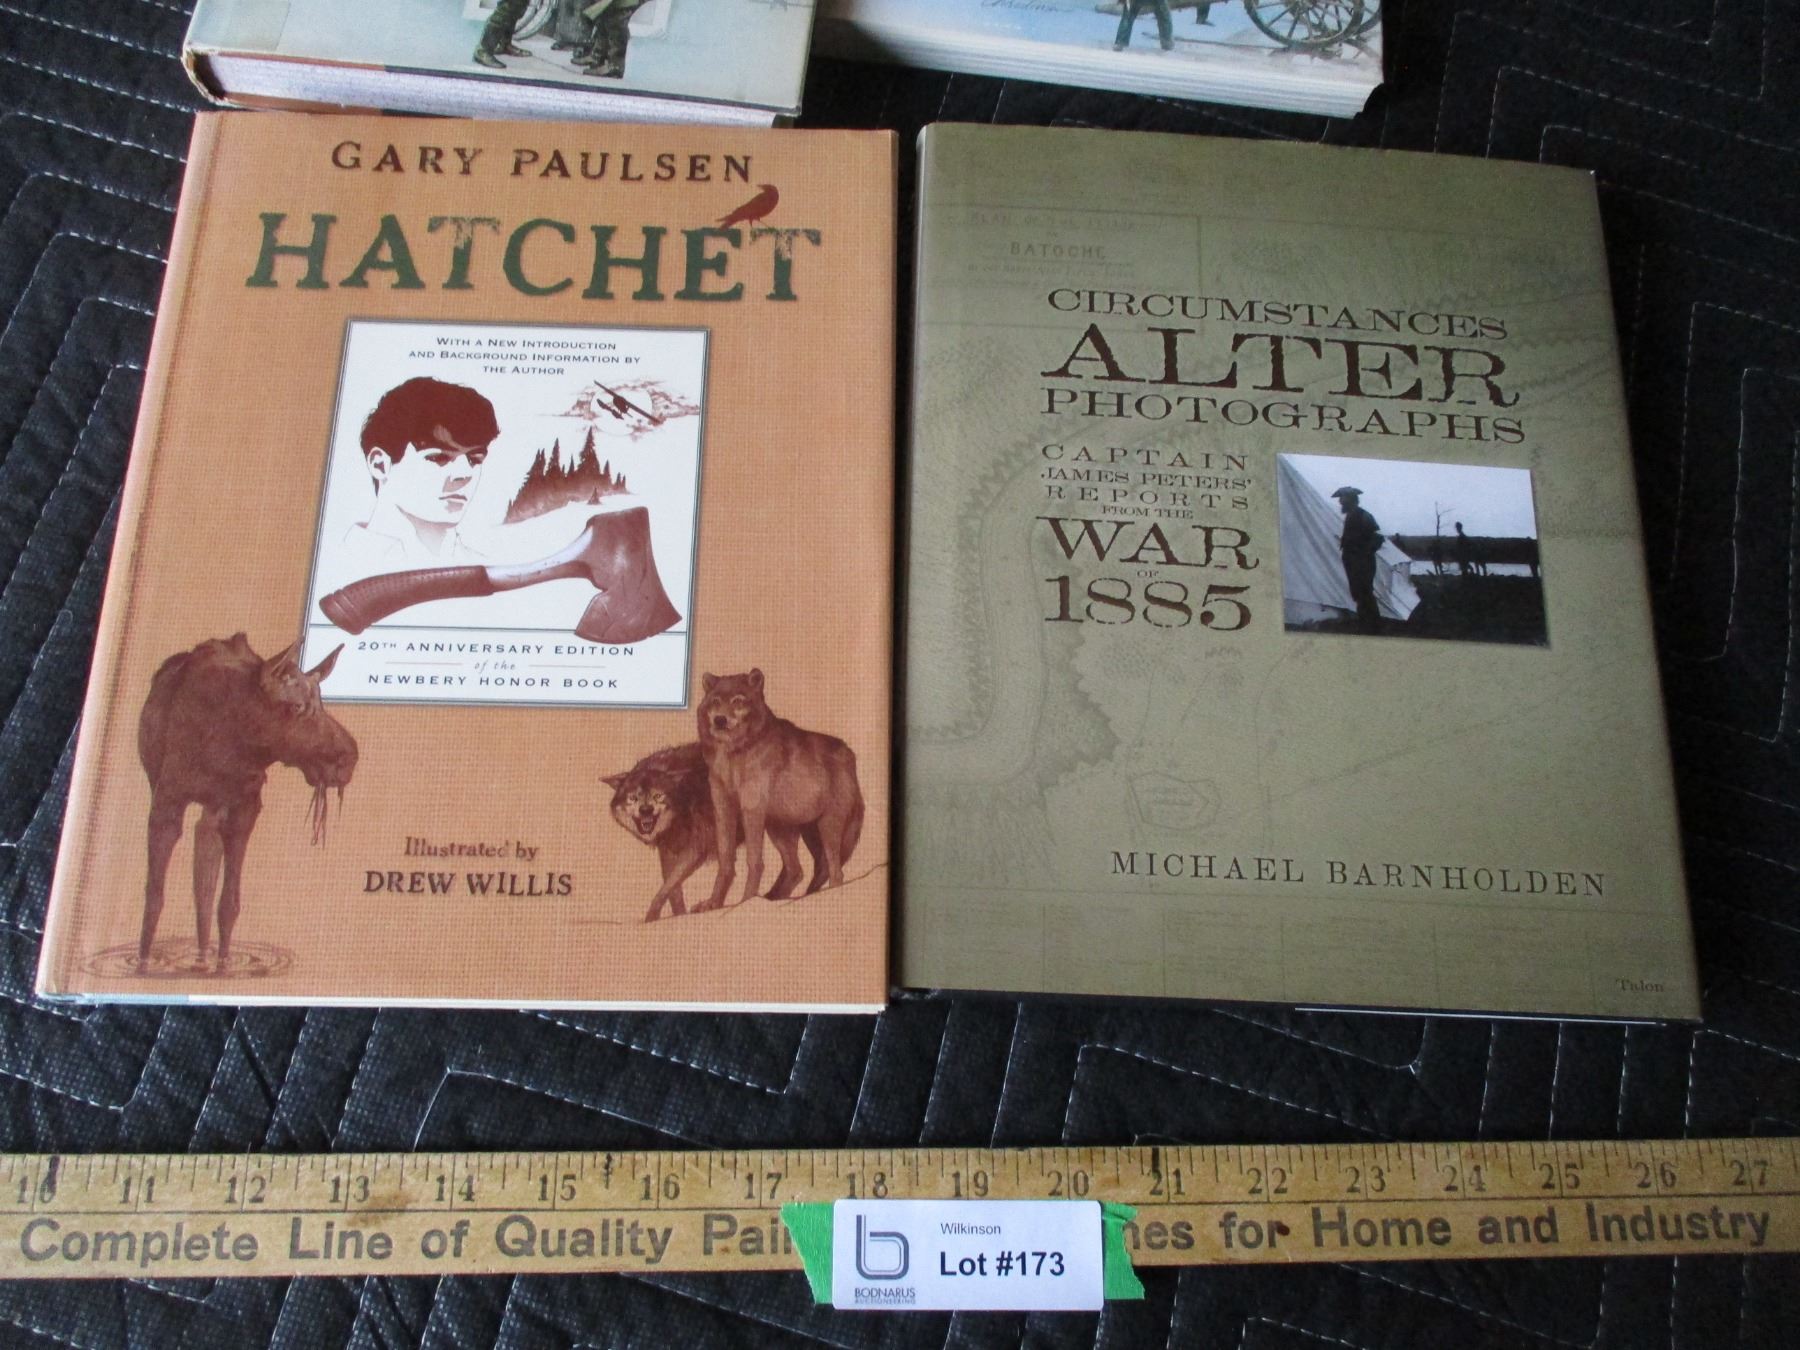 GARY PAULSEN
HATCHET
WITH A NEW INTRODUCTION
AND BACKGROUND INFORMATION BY
THE AUTHOR
20TH ANNIVERSARY EDITION
of the
NEWBERY HONOR BOOK
Illustrated by
DREW WILLIS
BATOCHE
CIRCUMSTANCES
ALTER
PHOTOGRAPHS
CAPTAIN
JAMES PETERS'
REPORTS
FROM THE
WAR
OF
1885
MICHAEL BARNHOLDEN
Talon
10 11 12 13 14 15 16 17 18 19 20 21 22 23 24 25 26 27
Complete Line of Quality Pai nes for Home and Industry
b
Wilkinson
Lot #173
BODNARUS
AUCTIONEERING